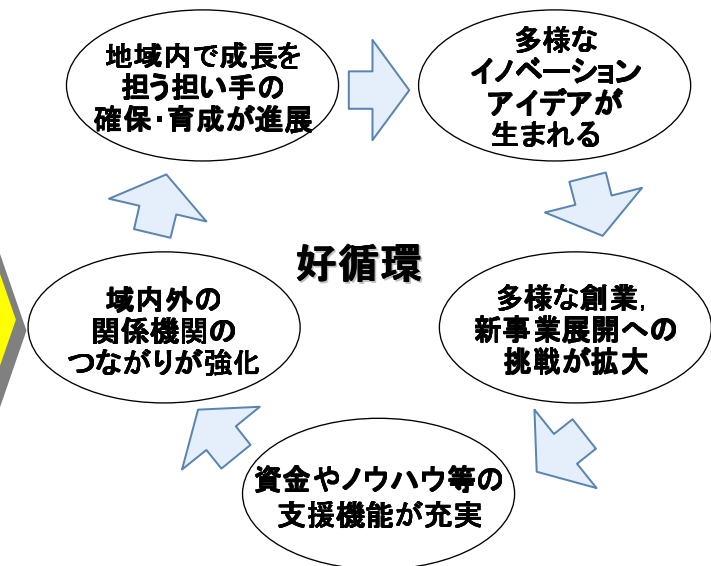 地域内で成長を
担う担い手の
確保・育成が進展
多様な
イノベーション
アイデアが
生まれる
好循環
域内外の
関係機関の
つながりが強化
多様な創業,
新事業展開への
挑戦が拡大
資金やノウハウ等の
支援機能が充実